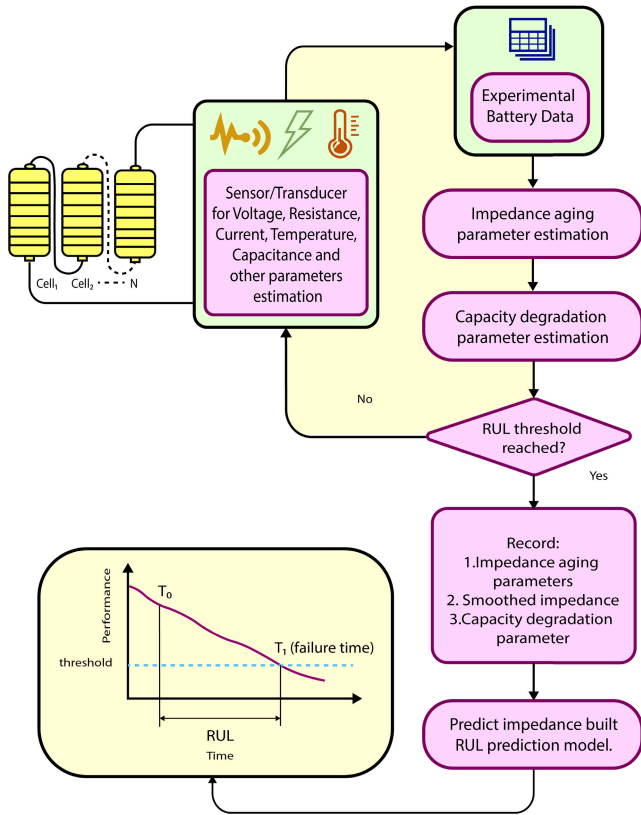 Experimental
Battery Data
Sensor/Transducer
for Voltage, Resistance,
Current, Temperature,
Capacitance and
other parameters
estimation
Cell₁ Cell₂ N
Impedance aging
parameter estimation
Capacity degradation
parameter estimation
No
RUL threshold
reached?
Yes
Record:
1.Impedance aging
parameters
2. Smoothed impedance
3.Capacity degradation
parameter
Predict impedance built
RUL prediction model.
Performance
T₀
T₁ (failure time)
threshold
RUL
Time